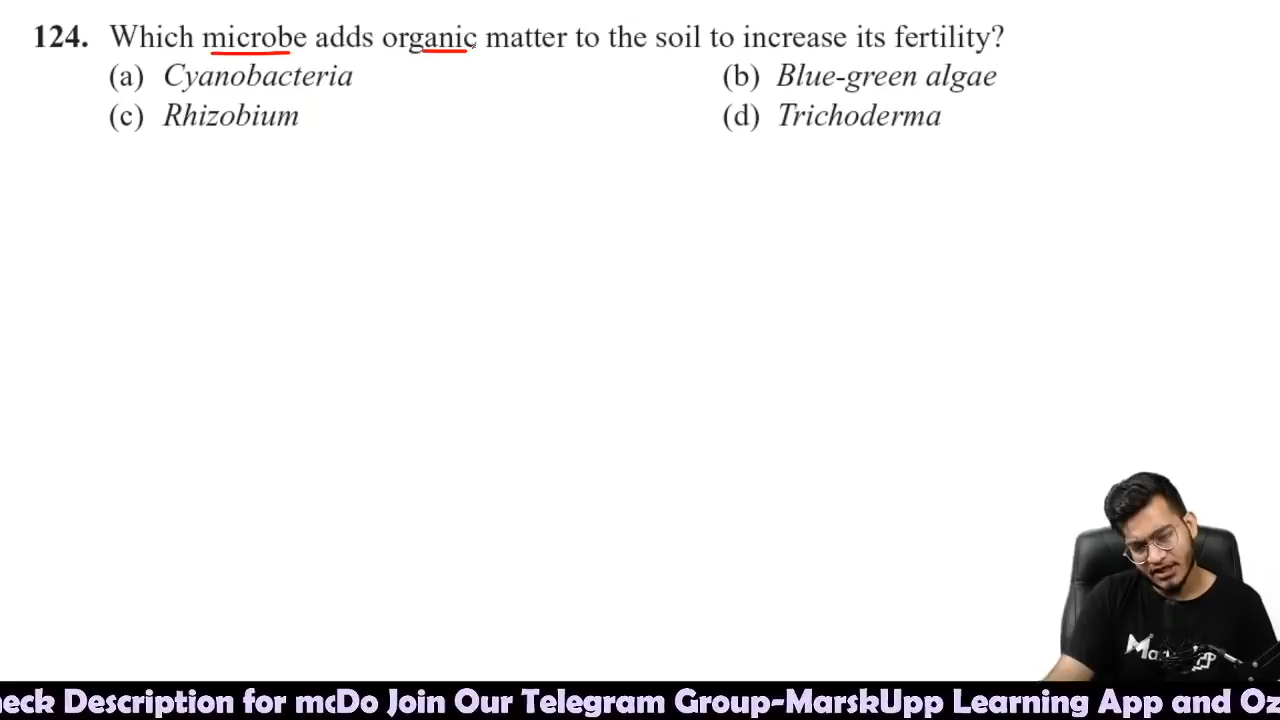 124. Which microbe adds organic matter to the soil to increase its fertility?
(a) Cyanobacteria (b) Blue-green algae
(c) Rhizobium (d) Trichoderma
eck Description for mcDo Join Our Telegram Group-MarskUpp Learning App and Oz